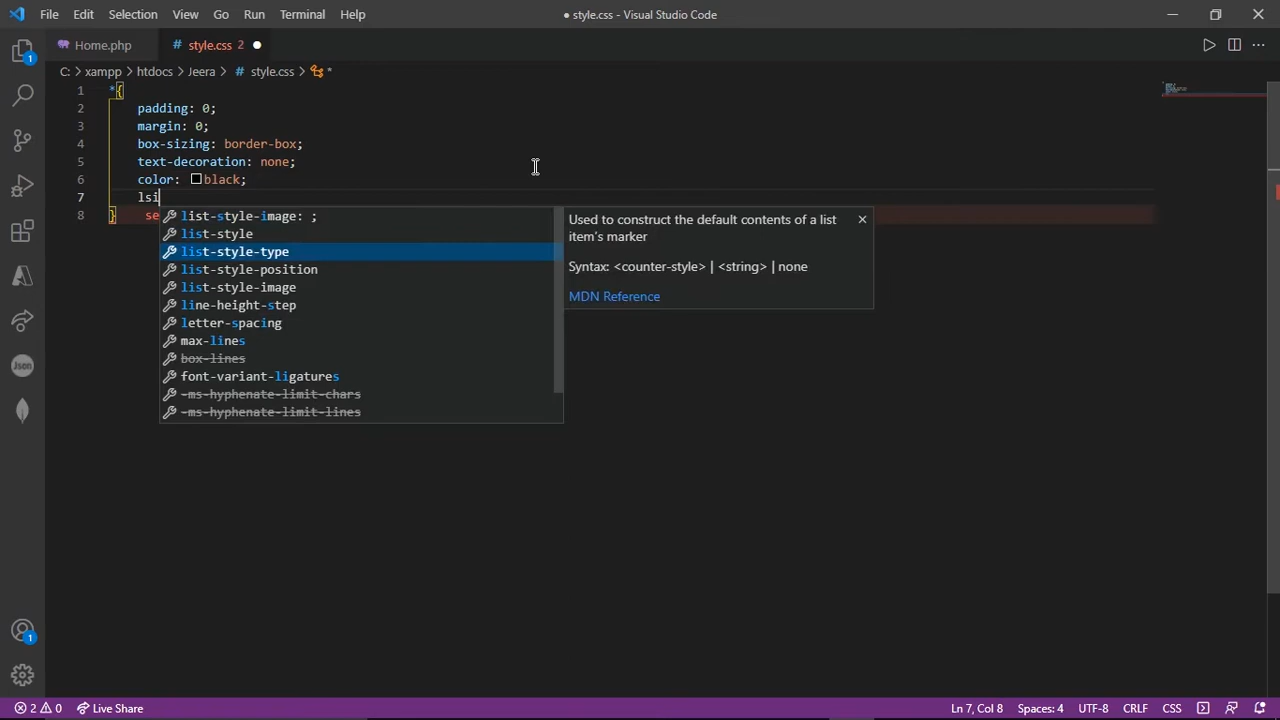 File Edit Selection View Go Run Terminal Help ● style.css - Visual Studio Code
Home.php # style.css 2 ●
C: > xampp > htdocs > Jeera > # style.css > *
1 *{
2 padding: 0;
3 margin: 0;
4 box-sizing: border-box;
5 text-decoration: none;
6 color: black;
7 lsi
8 } se
list-style-image: ;
list-style
list-style-type
list-style-position
list-style-image
line-height-step
letter-spacing
max-lines
box-lines
font-variant-ligatures
-ms-hyphenate-limit-chars
-ms-hyphenate-limit-lines
Used to construct the default contents of a list
item's marker
Syntax: <counter-style> | <string> | none
MDN Reference
1
Json
1
2 0 Live Share Ln 7, Col 8 Spaces: 4 UTF-8 CRLF CSS